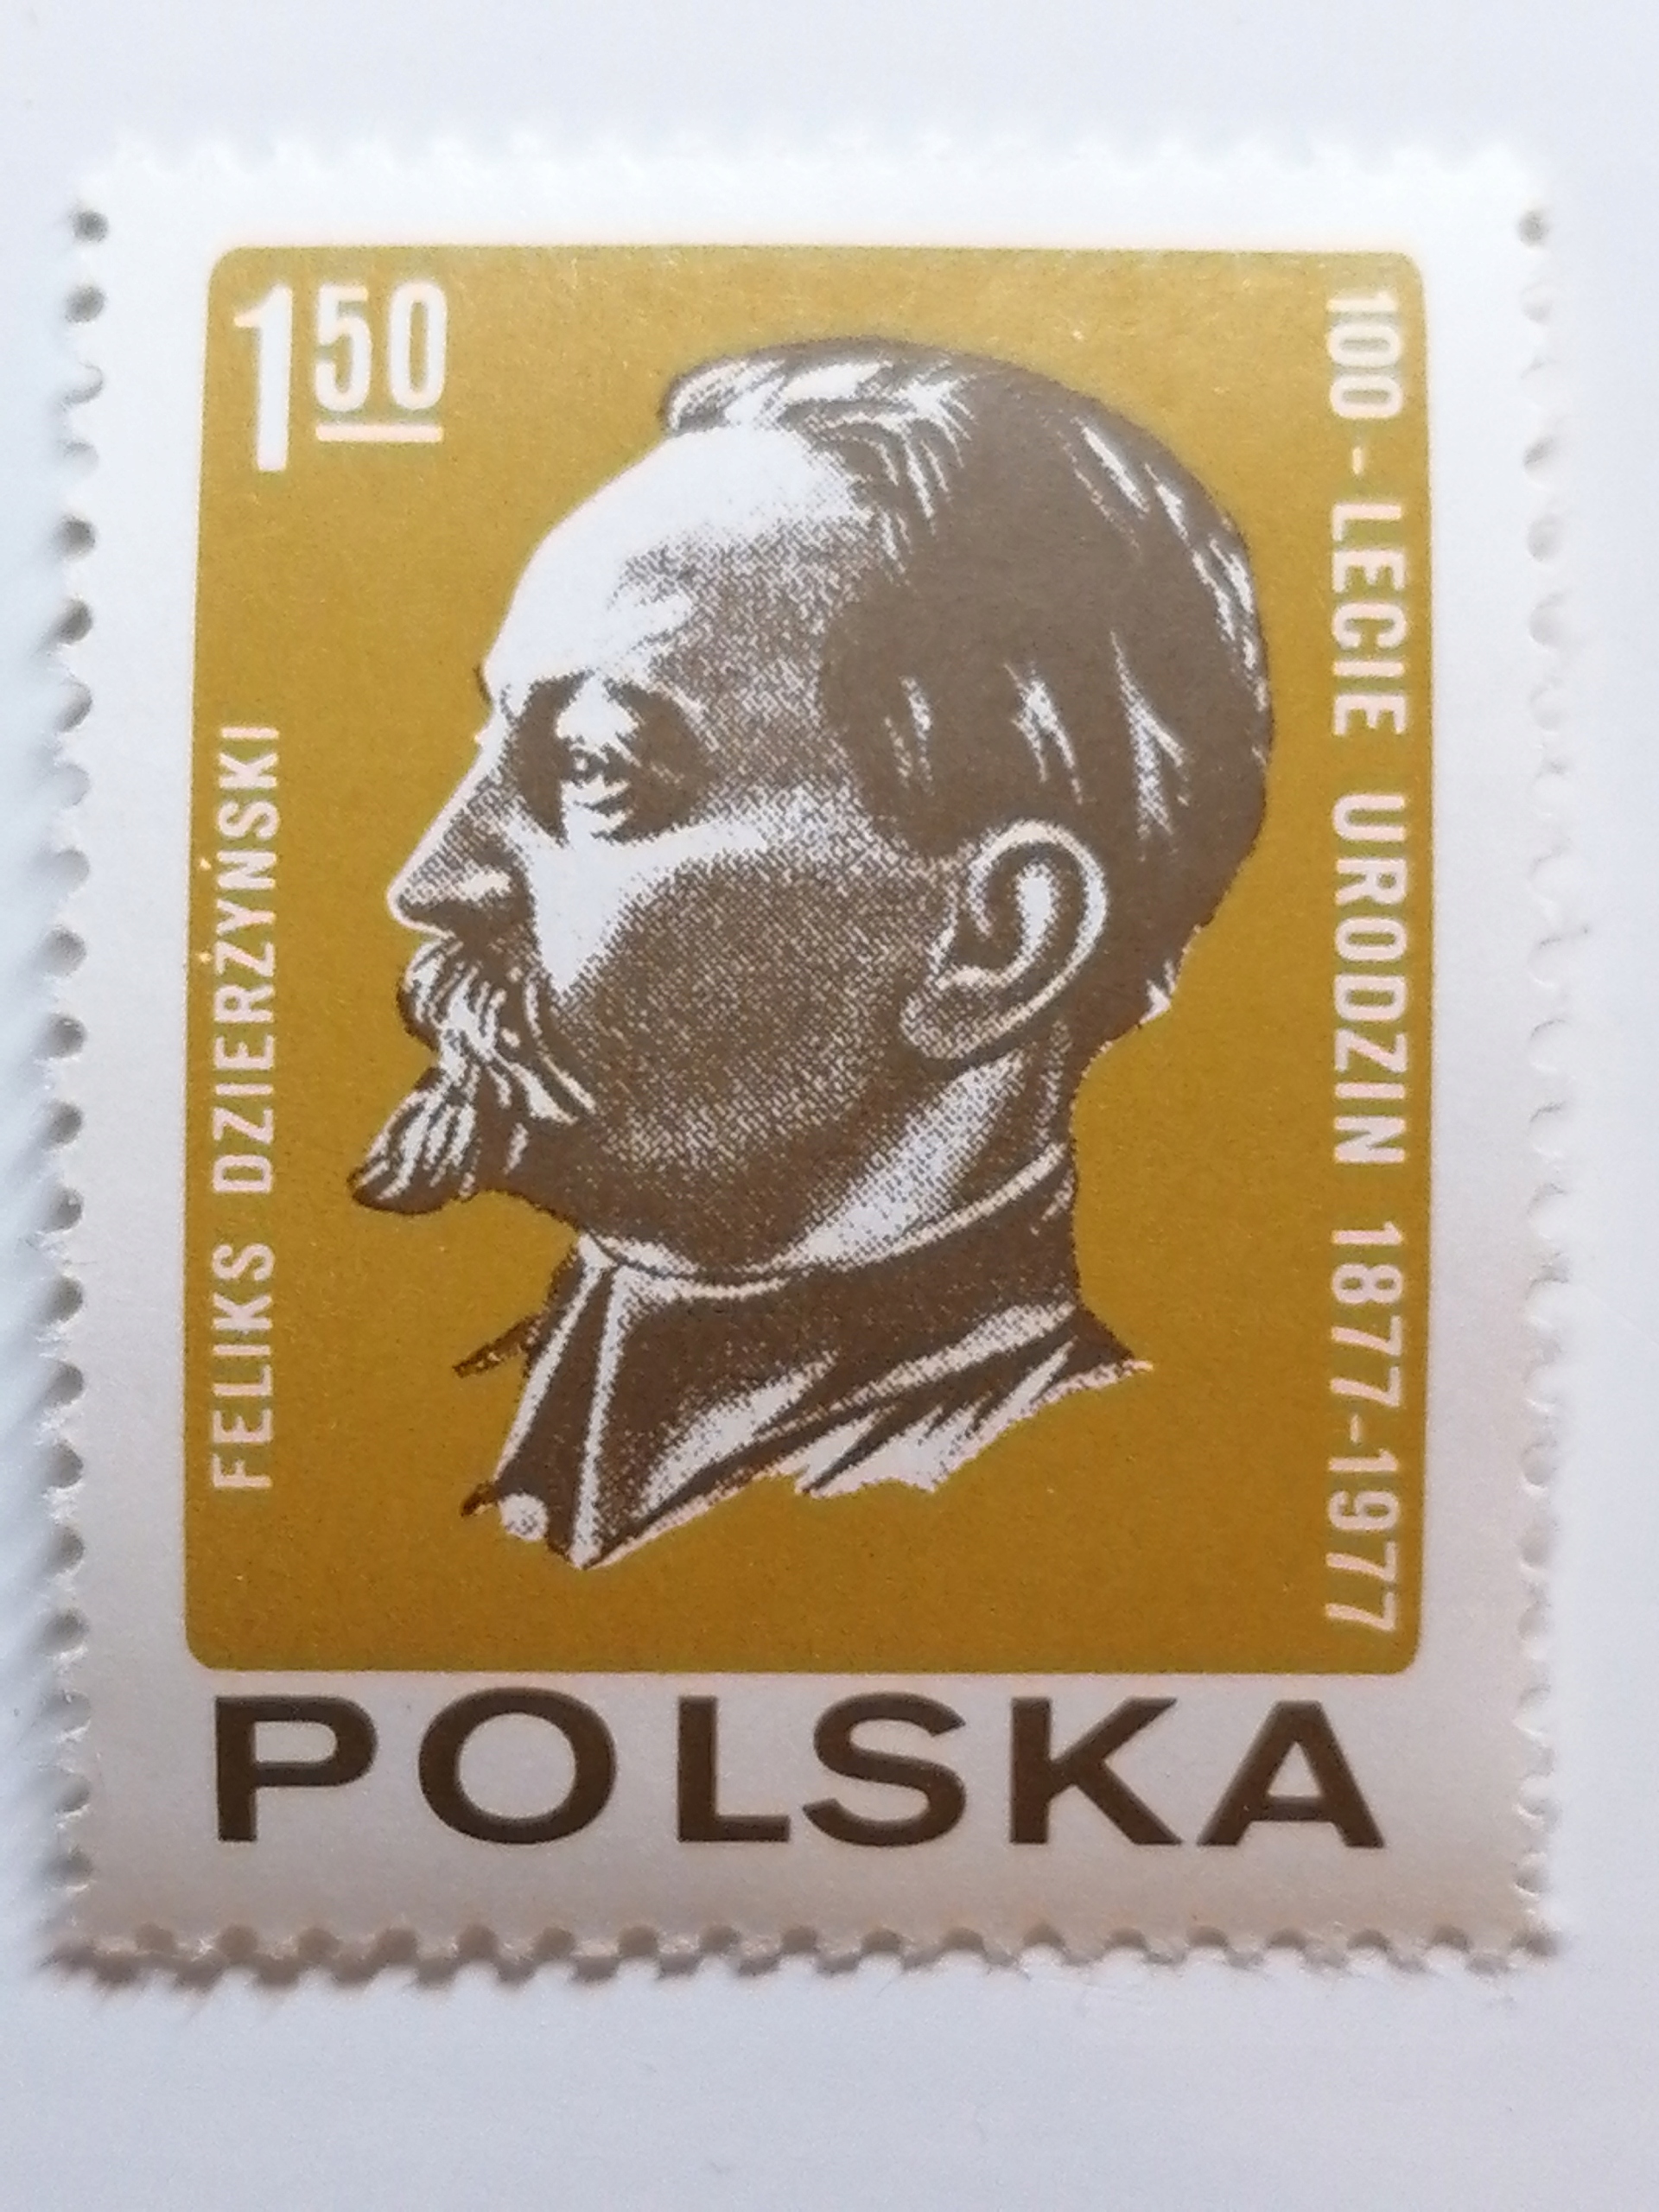 1 50
100-LECIE URODZIN 1877-1977
FELIKS DZIERŻYŃSKI
POLSKA